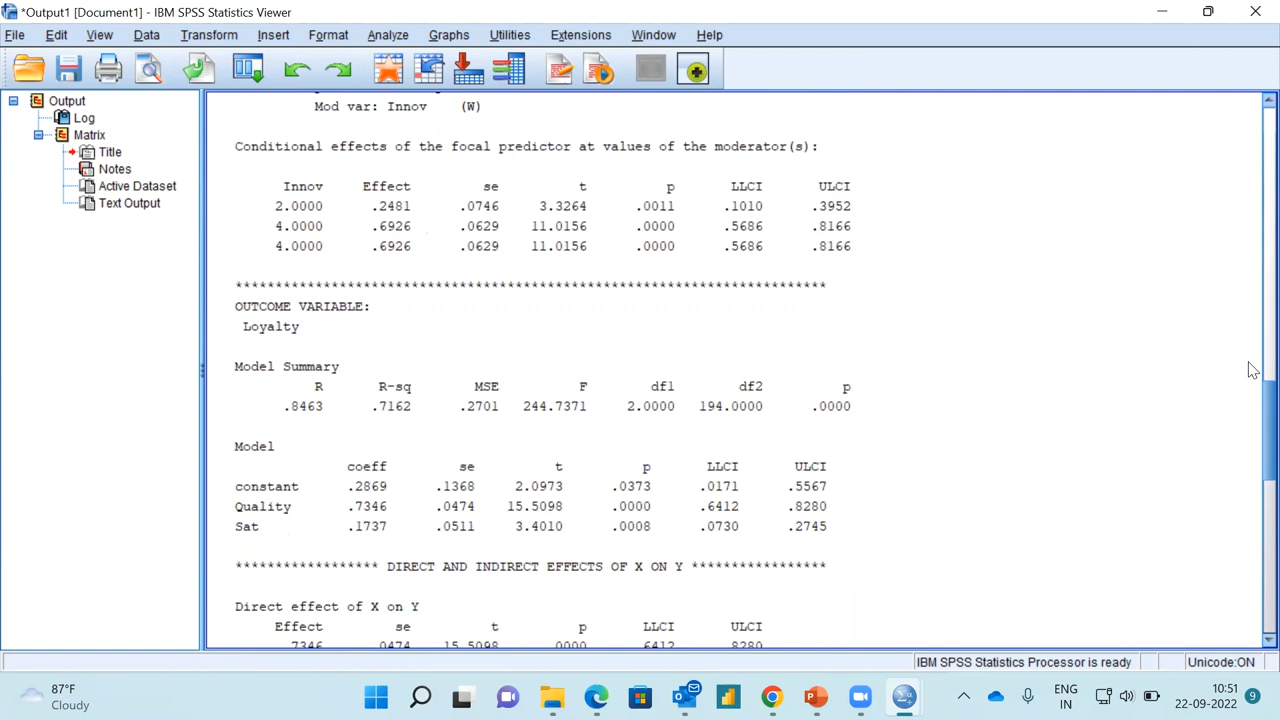 *Output1 [Document1] - IBM SPSS Statistics Viewer
File Edit View Data Transform Insert Format Analyze Graphs Utilities Extensions Window Help
Output
Log
Matrix
Title
Notes
Active Dataset
Text Output
Mod var: Innov (W)
Conditional effects of the focal predictor at values of the moderator(s):
Innov Effect se t p LLCI ULCI
2.0000 .2481 .0746 3.3264 .0011 .1010 .3952
4.0000 .6926 .0629 11.0156 .0000 .5686 .8166
4.0000 .6926 .0629 11.0156 .0000 .5686 .8166
**************************************************************************
OUTCOME VARIABLE:
Loyalty
Model Summary
R R-sq MSE F df1 df2 p
.8463 .7162 .2701 244.7371 2.0000 194.0000 .0000
Model
coeff se t p LLCI ULCI
constant .2869 .1368 2.0973 .0373 .0171 .5567
Quality .7346 .0474 15.5098 .0000 .6412 .8280
Sat .1737 .0511 3.4010 .0008 .0730 .2745
****************** DIRECT AND INDIRECT EFFECTS OF X ON Y *****************
Direct effect of X on Y
Effect se t p LLCI ULCI
.7346 .0474 15.5098 .0000 .6412 .8280
IBM SPSS Statistics Processor is ready Unicode:ON
87°F
Cloudy
ENG
IN
10:51
22-09-2022
9